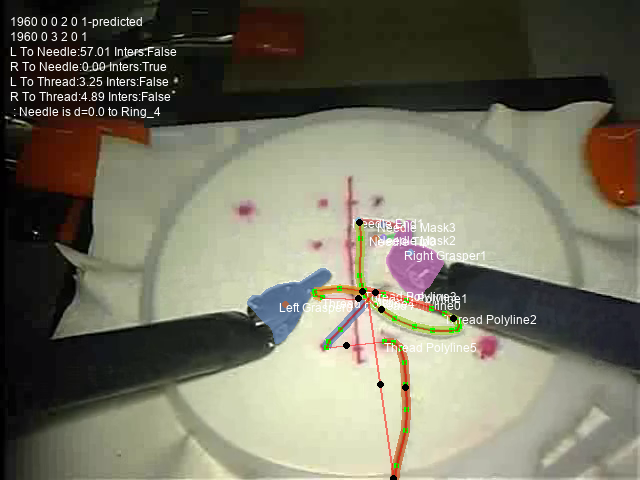 1960 0 0 2 0 1-predicted
1960 0 3 2 0 1
L To Needle:57.01 Inters:False
R To Needle:0.00 Inters:True
L To Thread:3.25 Inters:False
R To Thread:4.89 Inters:False
: Needle is d=0.0 to Ring_4
Needle Mask3
Right Grasper1
Thread Polyline2
Left Grasper0
Thread Polyline5